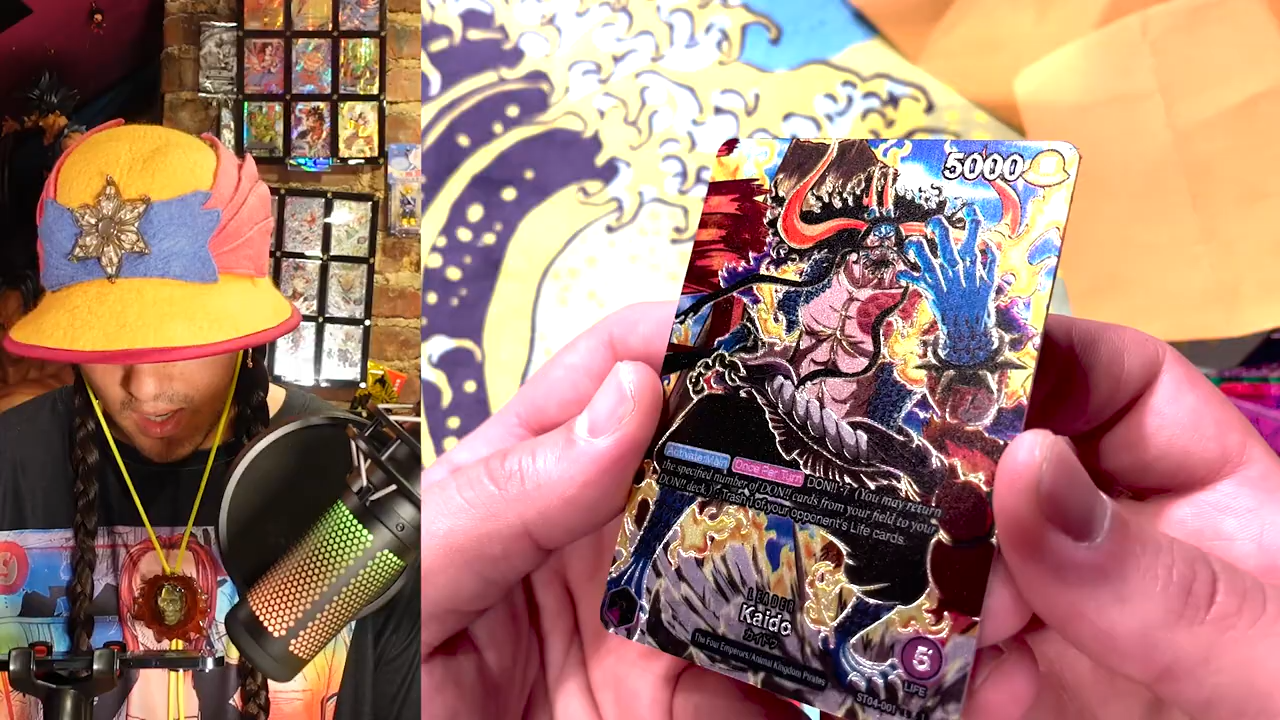 5000
Activate:Main Once Per Turn DON!! -7 (You may return
the specified number of DON!! cards from your field to your
DON!! deck.): Trash 1 of your opponent's Life cards.
LEADER
Kaido
カイドウ
The Four Emperors/Animal Kingdom Pirates
5
LIFE
ST04-001 L